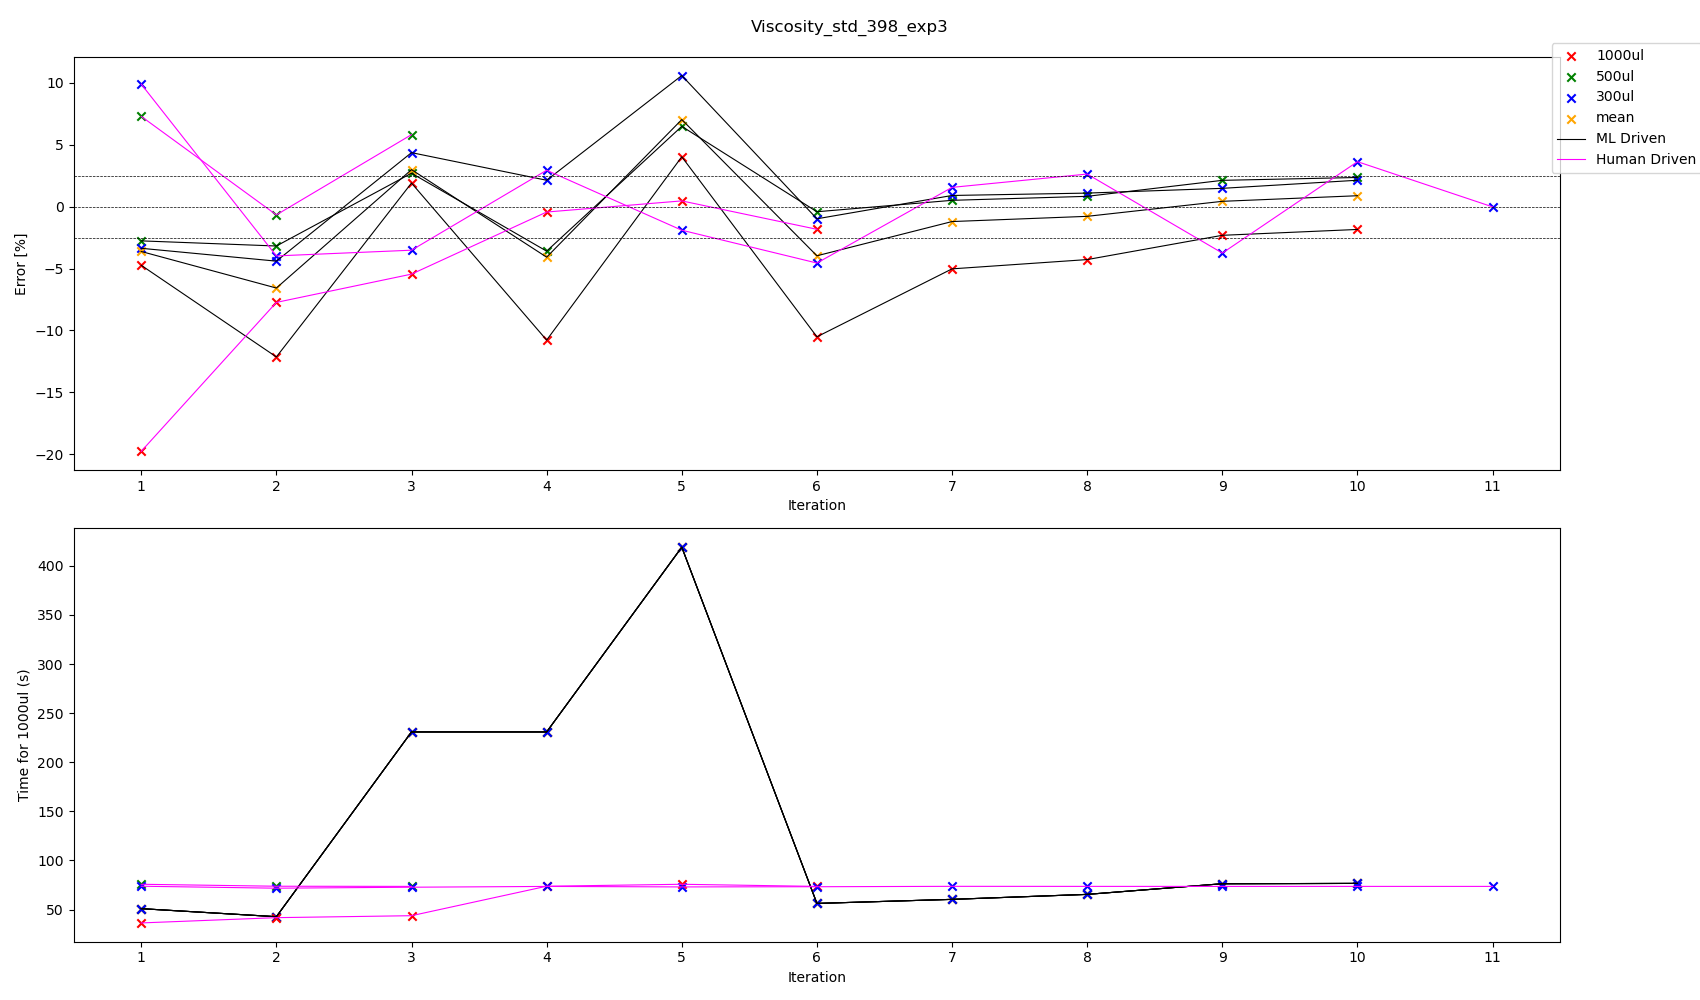 Viscosity_std_398_exp3
1000ul
500ul
300ul
mean
ML Driven
Human Driven
Error [%]
10
5
0
−5
−10
−15
−20
1 2 3 4 5 6 7 8 9 10 11
Iteration
Time for 1000ul (s)
400
350
300
250
200
150
100
50
1 2 3 4 5 6 7 8 9 10 11
Iteration